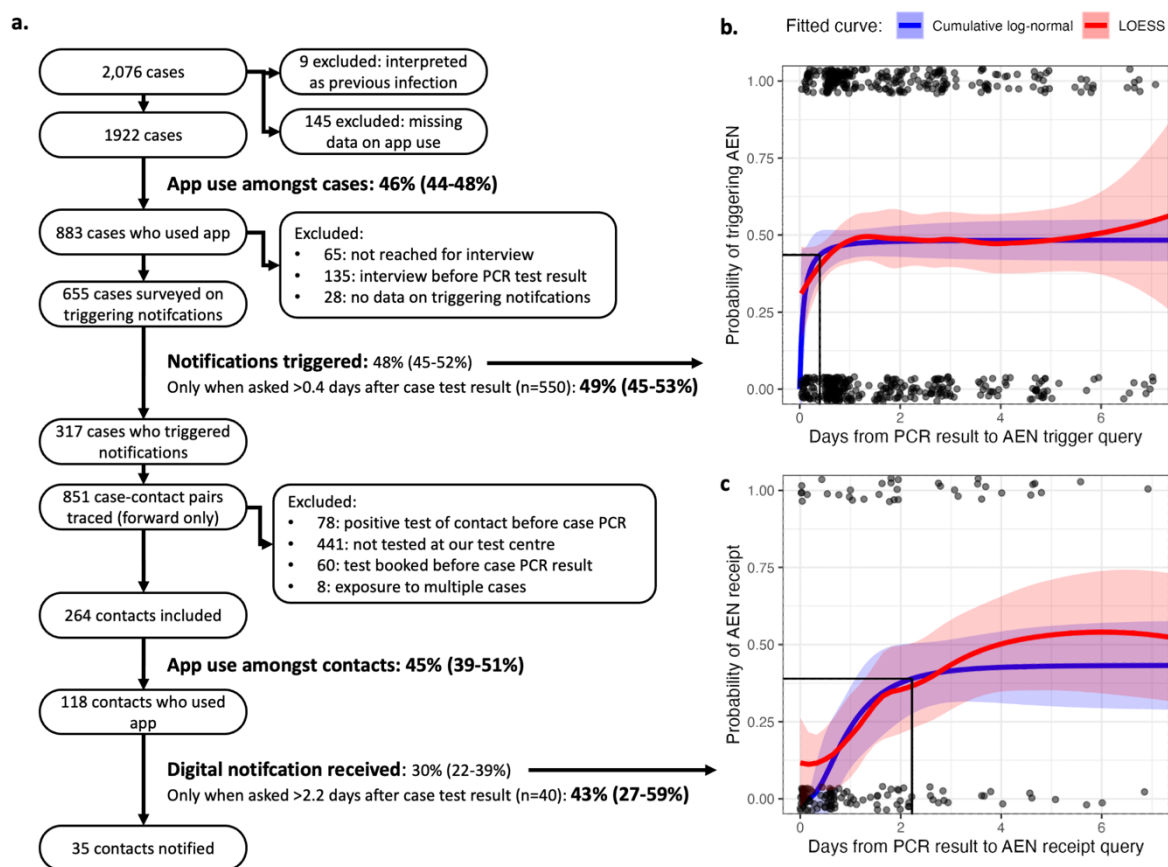 a.
2,076 cases
9 excluded: interpreted
as previous infection
145 excluded: missing
data on app use
1922 cases
App use amongst cases: 46% (44-48%)
883 cases who used app
Excluded:
• 65: not reached for interview
• 135: interview before PCR test result
• 28: no data on triggering notifcations
655 cases surveyed on
triggering notifcations
Notifications triggered: 48% (45-52%)
Only when asked >0.4 days after case test result (n=550): 49% (45-53%)
317 cases who triggered
notifications
851 case-contact pairs
traced (forward only)
Excluded:
• 78: positive test of contact before case PCR
• 441: not tested at our test centre
• 60: test booked before case PCR result
• 8: exposure to multiple cases
264 contacts included
App use amongst contacts: 45% (39-51%)
118 contacts who used
app
Digital notifcation received: 30% (22-39%)
Only when asked >2.2 days after case test result (n=40): 43% (27-59%)
35 contacts notified
b.
Fitted curve: Cumulative log-normal LOESS
Probability of triggering AEN
1.00
0.75
0.50
0.25
0.00
0 2 4 6
Days from PCR result to AEN trigger query
c
Probability of AEN receipt
1.00
0.75
0.50
0.25
0.00
0 2 4 6
Days from PCR result to AEN receipt query